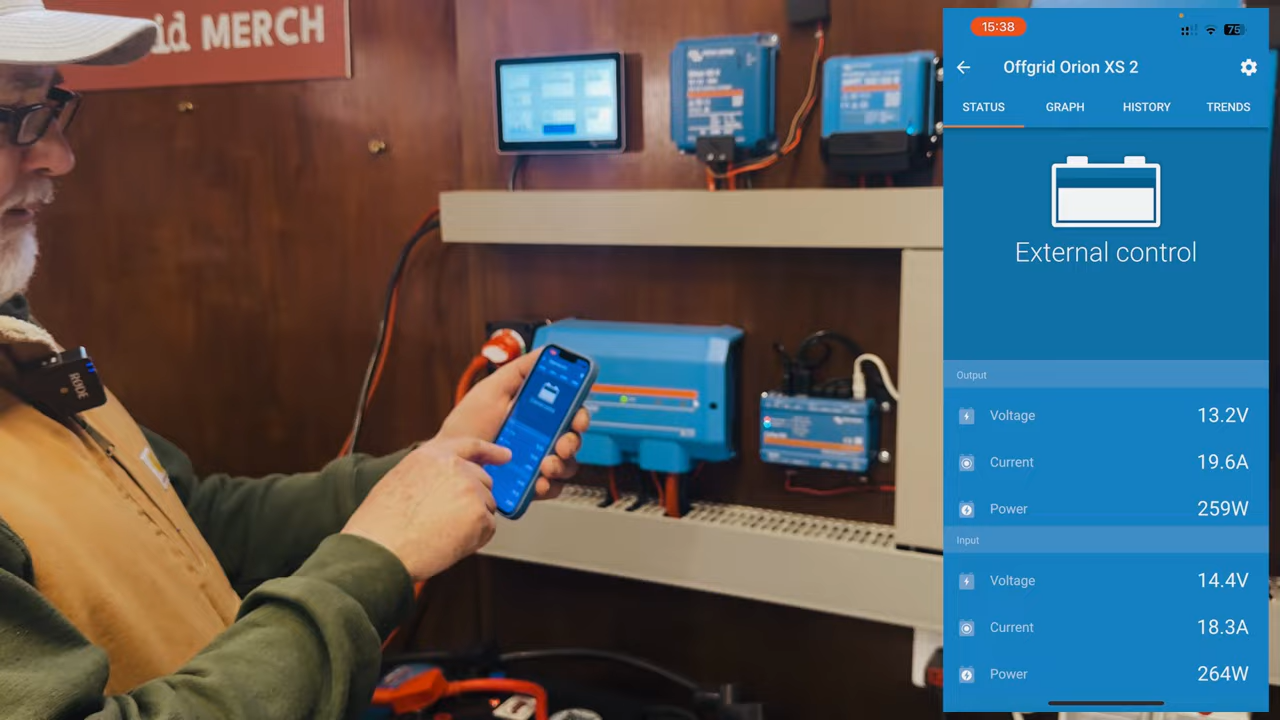 id MERCH
RØDE
15:38
75
Offgrid Orion XS 2
STATUS
GRAPH
HISTORY
TRENDS
External control
Output
Voltage
13.2V
Current
19.6A
Power
259W
Input
Voltage
14.4V
Current
18.3A
Power
264W